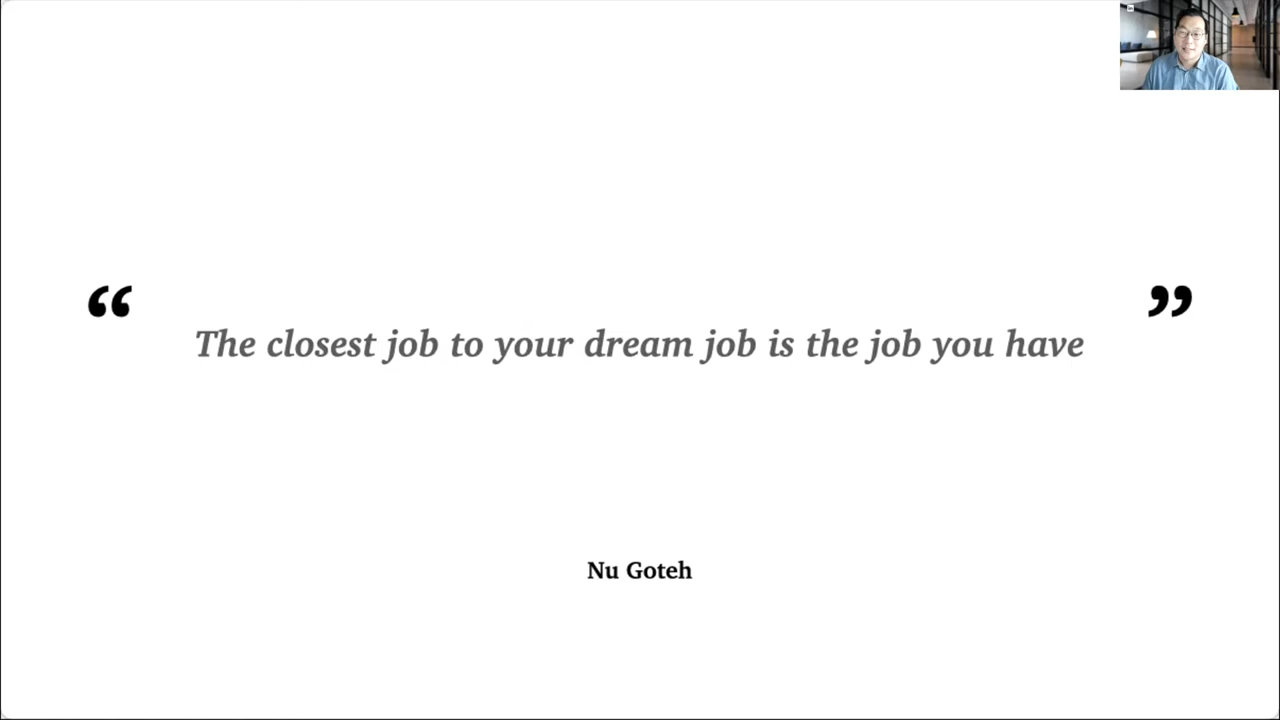 “ The closest job to your dream job is the job you have ”
Nu Goteh